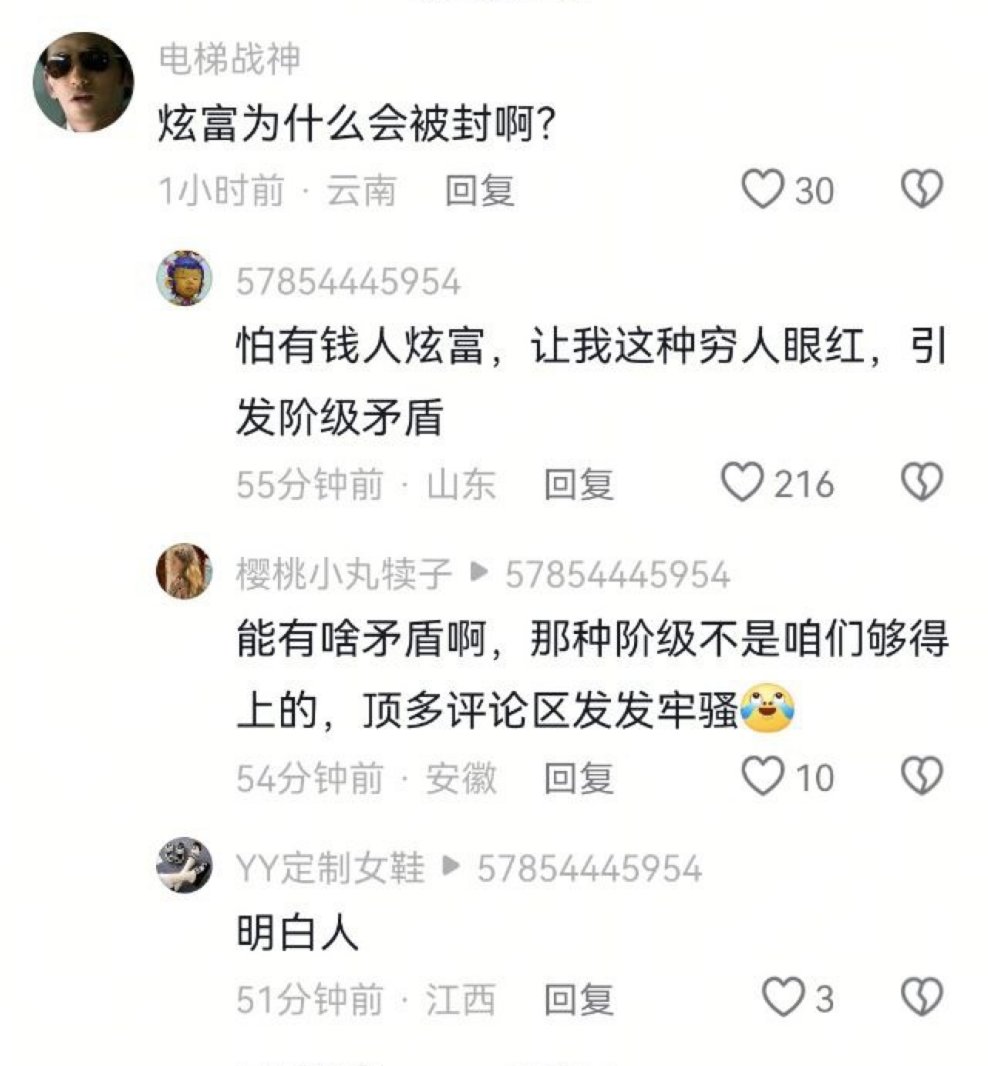 电梯战神
炫富为什么会被封啊?
1小时前 · 云南 回复 30
57854445954
怕有钱人炫富，让我这种穷人眼红，引
发阶级矛盾
55分钟前 · 山东 回复 216
樱桃小丸犊子 ▶ 57854445954
能有啥矛盾啊，那种阶级不是咱们够得
上的，顶多评论区发发牢骚😂
54分钟前 · 安徽 回复 10
YY定制女鞋 ▶ 57854445954
明白人
51分钟前 · 江西 回复 3